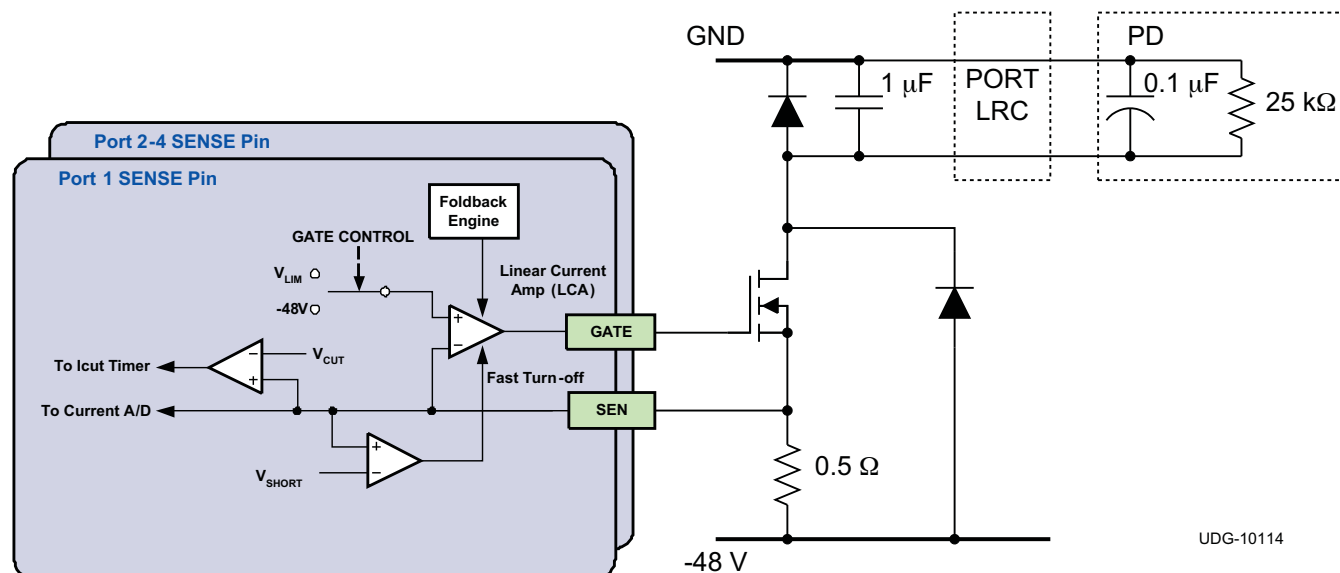 GND
PD
1 μF
PORT
LRC
0.1 μF
25 kΩ
Port 2-4 SENSE Pin
Port 1 SENSE Pin
Foldback
Engine
GATE CONTROL
Linear Current
Amp (LCA)
VLIM
-48V
+
-
GATE
-
+
VCUT
To Icut Timer
Fast Turn-off
To Current A/D
SEN
+
-
VSHORT
0.5 Ω
-48 V
UDG-10114